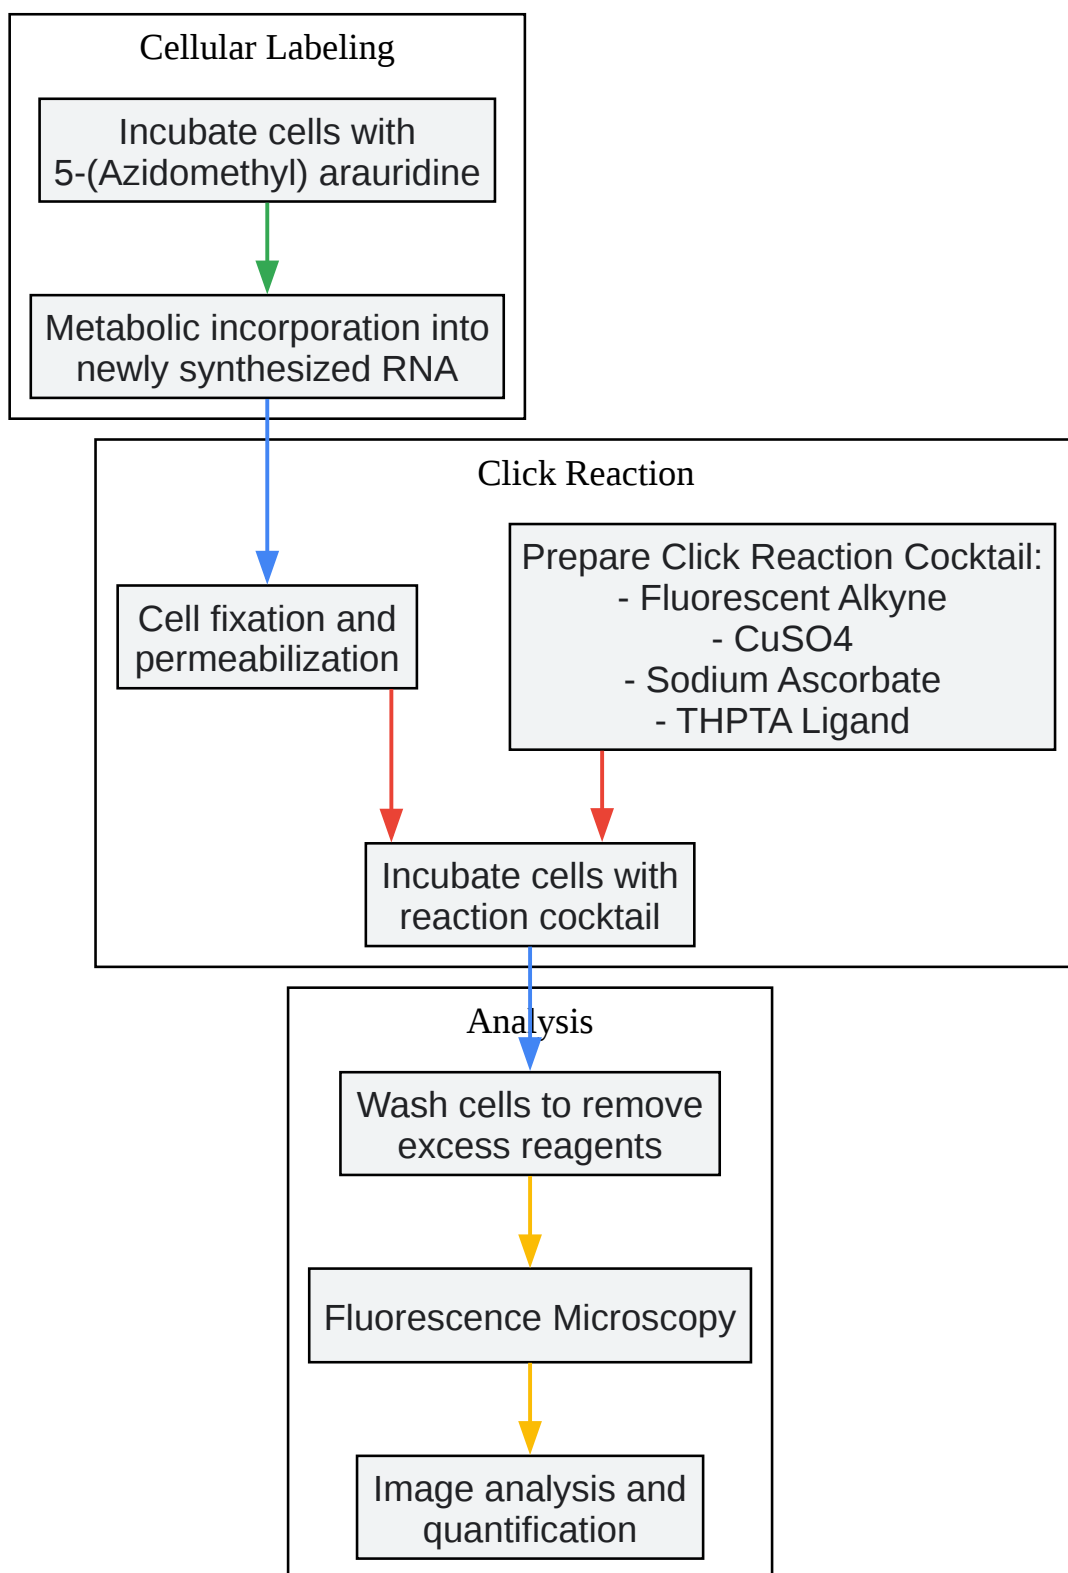 Cellular Labeling
Incubate cells with
5-(Azidomethyl) arauridine
Metabolic incorporation into
newly synthesized RNA
Click Reaction
Cell fixation and
permeabilization
Prepare Click Reaction Cocktail:
- Fluorescent Alkyne
- CuSO4
- Sodium Ascorbate
- THPTA Ligand
Incubate cells with
reaction cocktail
Analysis
Wash cells to remove
excess reagents
Fluorescence Microscopy
Image analysis and
quantification